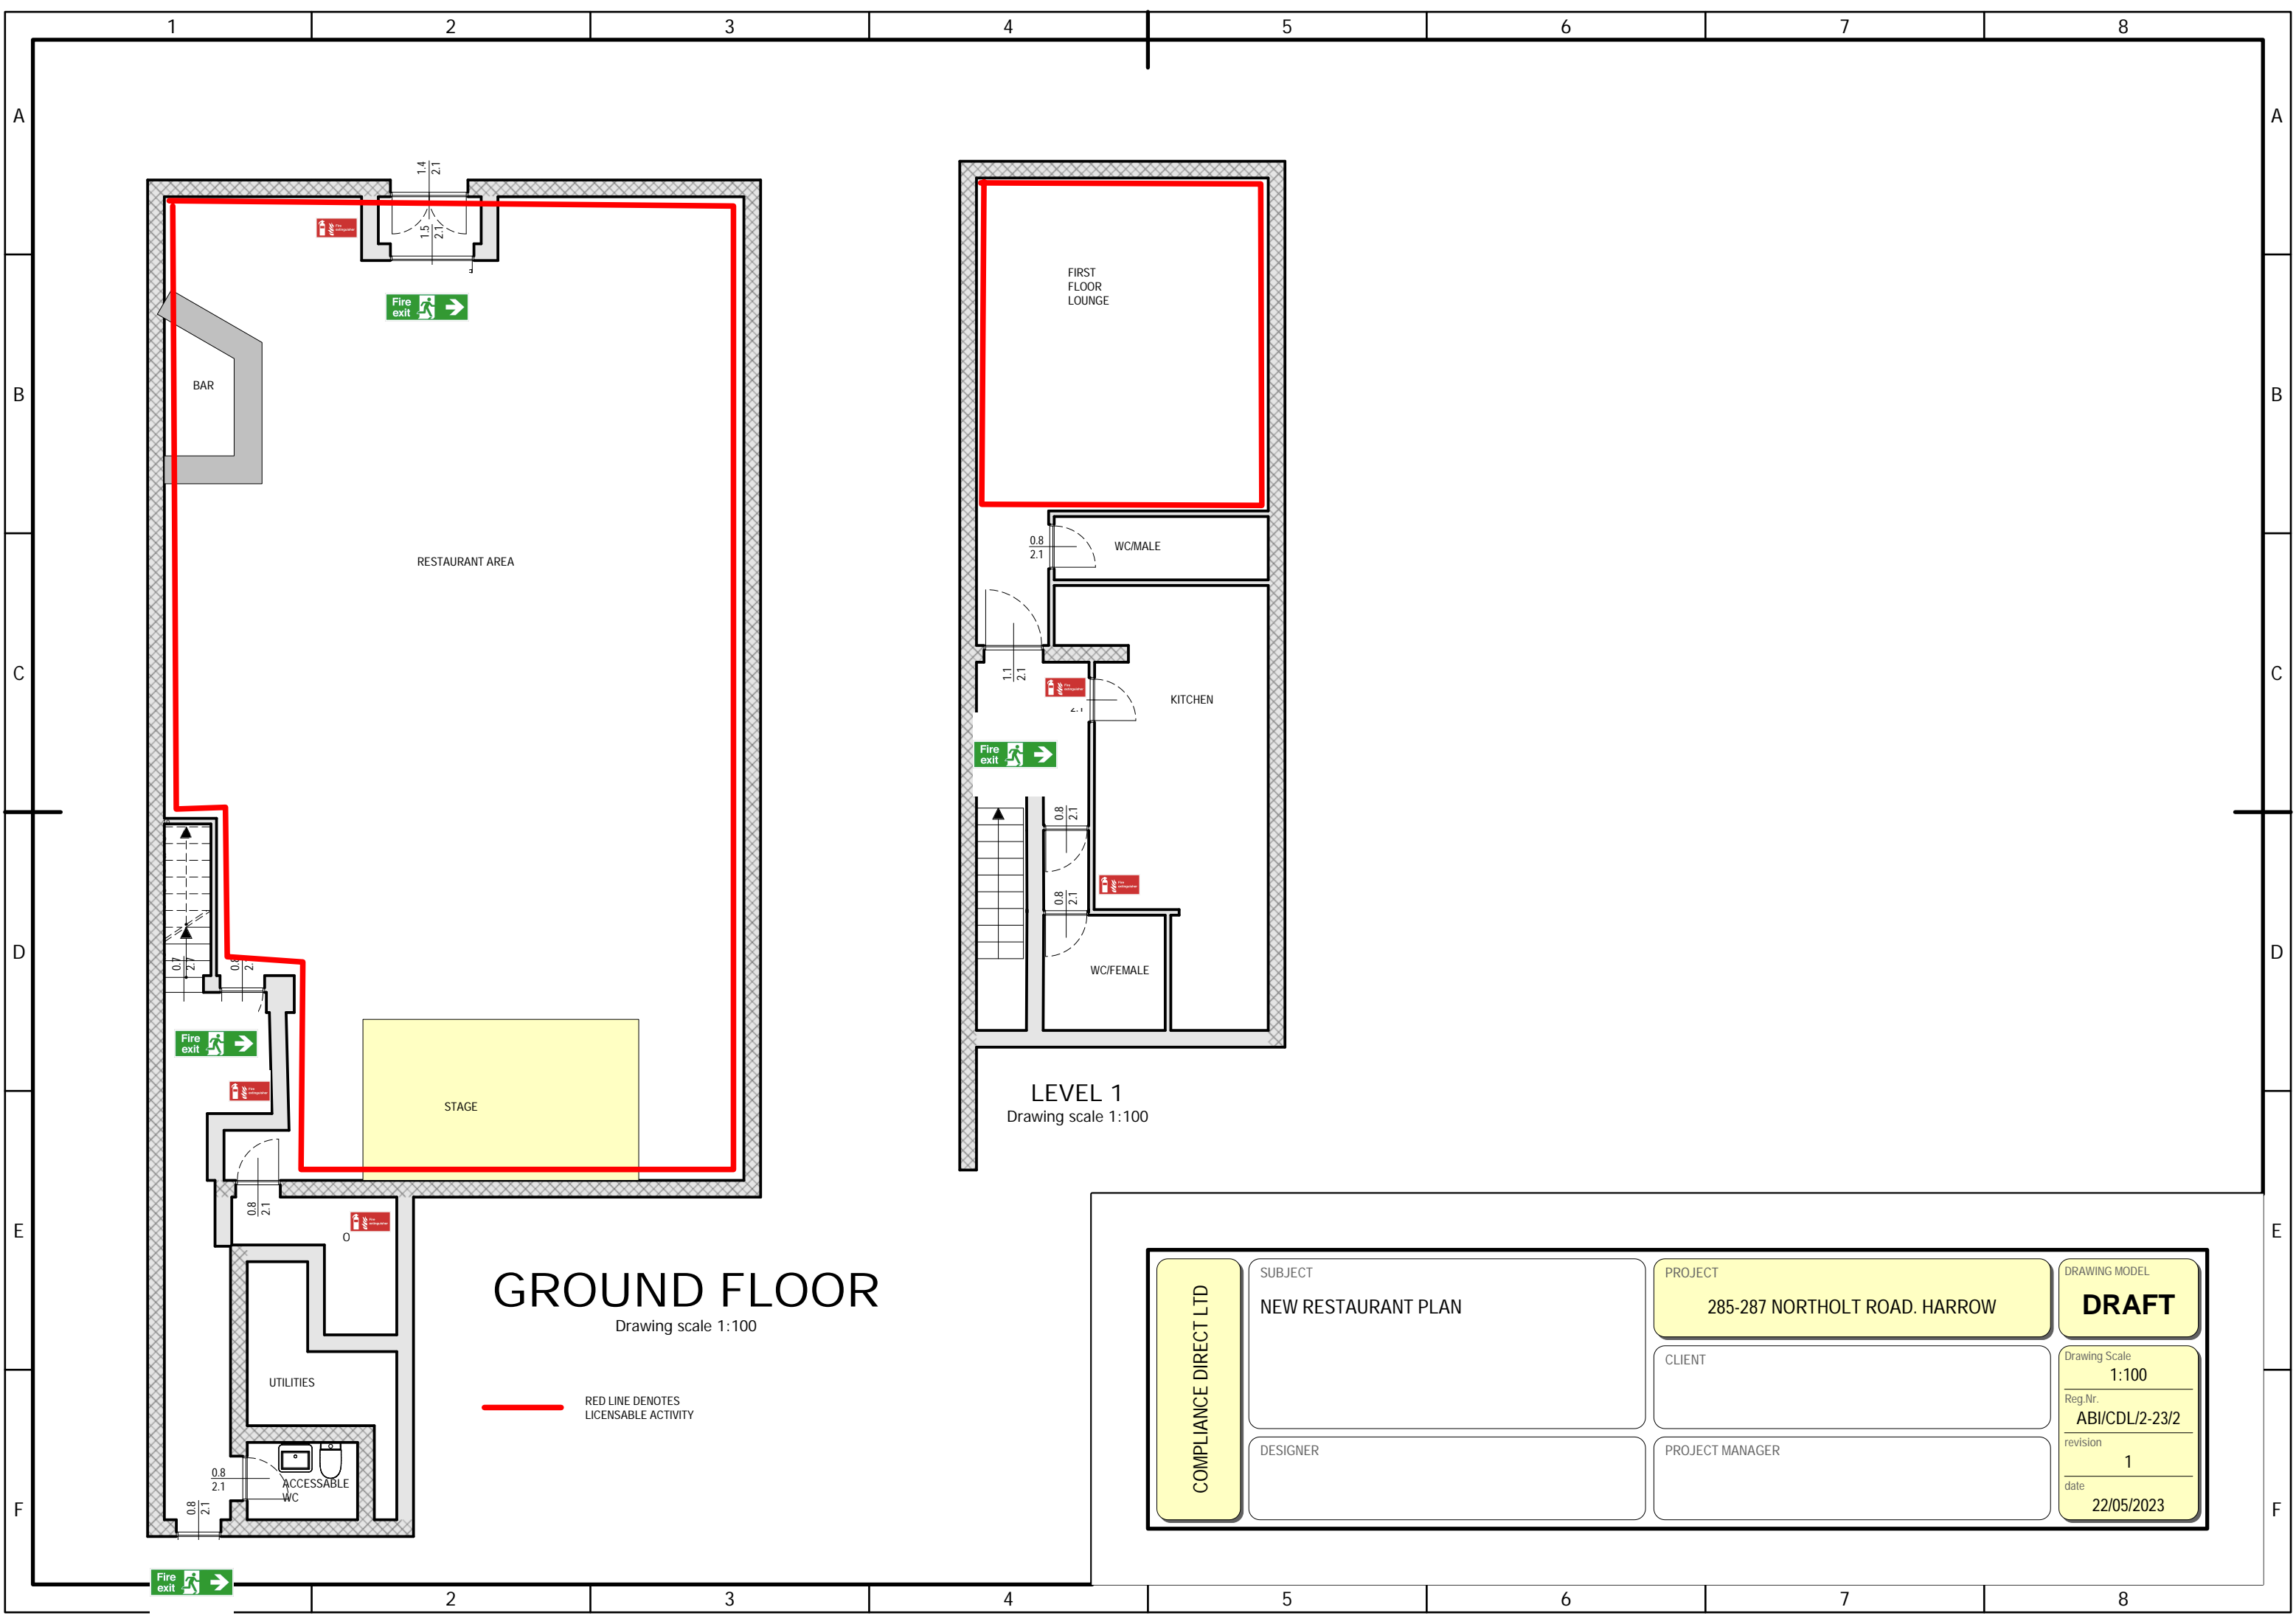 1 2 3 4 5 6 7 8
A A
B B
C C
D D
E E
F F
1.4
2.1
1.5
2.1
Fire
exit
BAR
RESTAURANT AREA
0.7
2.7
Fire
exit
STAGE
0.8
2.1
O
GROUND FLOOR
Drawing scale 1:100
UTILITIES
RED LINE DENOTES
LICENSABLE ACTIVITY
0.8
2.1
ACCESSABLE
WC
0.8
2.1
Fire
exit
FIRST
FLOOR
LOUNGE
0.8
2.1
WC/MALE
1.1
2.1
KITCHEN
Fire
exit
0.8
2.1
0.8
2.1
WC/FEMALE
LEVEL 1
Drawing scale 1:100
COMPLIANCE DIRECT LTD
SUBJECT
NEW RESTAURANT PLAN
DESIGNER
PROJECT
285-287 NORTHOLT ROAD. HARROW
CLIENT
PROJECT MANAGER
DRAWING MODEL
DRAFT
Drawing Scale
1:100
Reg.Nr.
ABI/CDL/2-23/2
revision
1
date
22/05/2023
2 3 4 5 6 7 8